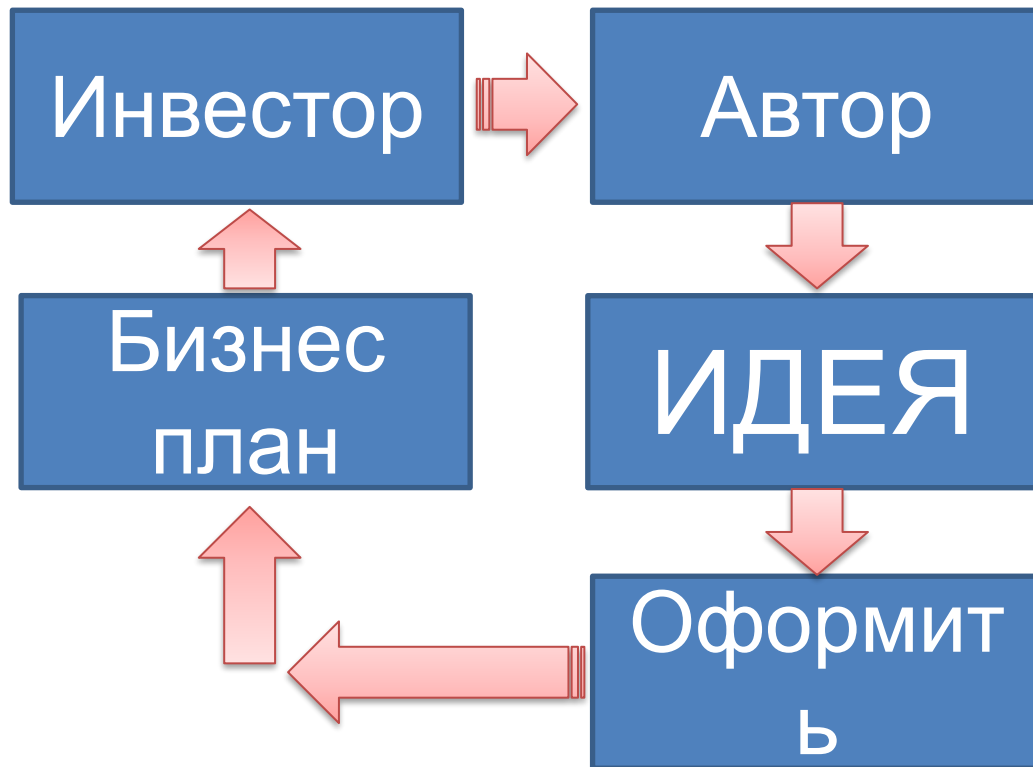 Инвестор
Автор
Бизнес
план
ИДЕЯ
Оформит
ь